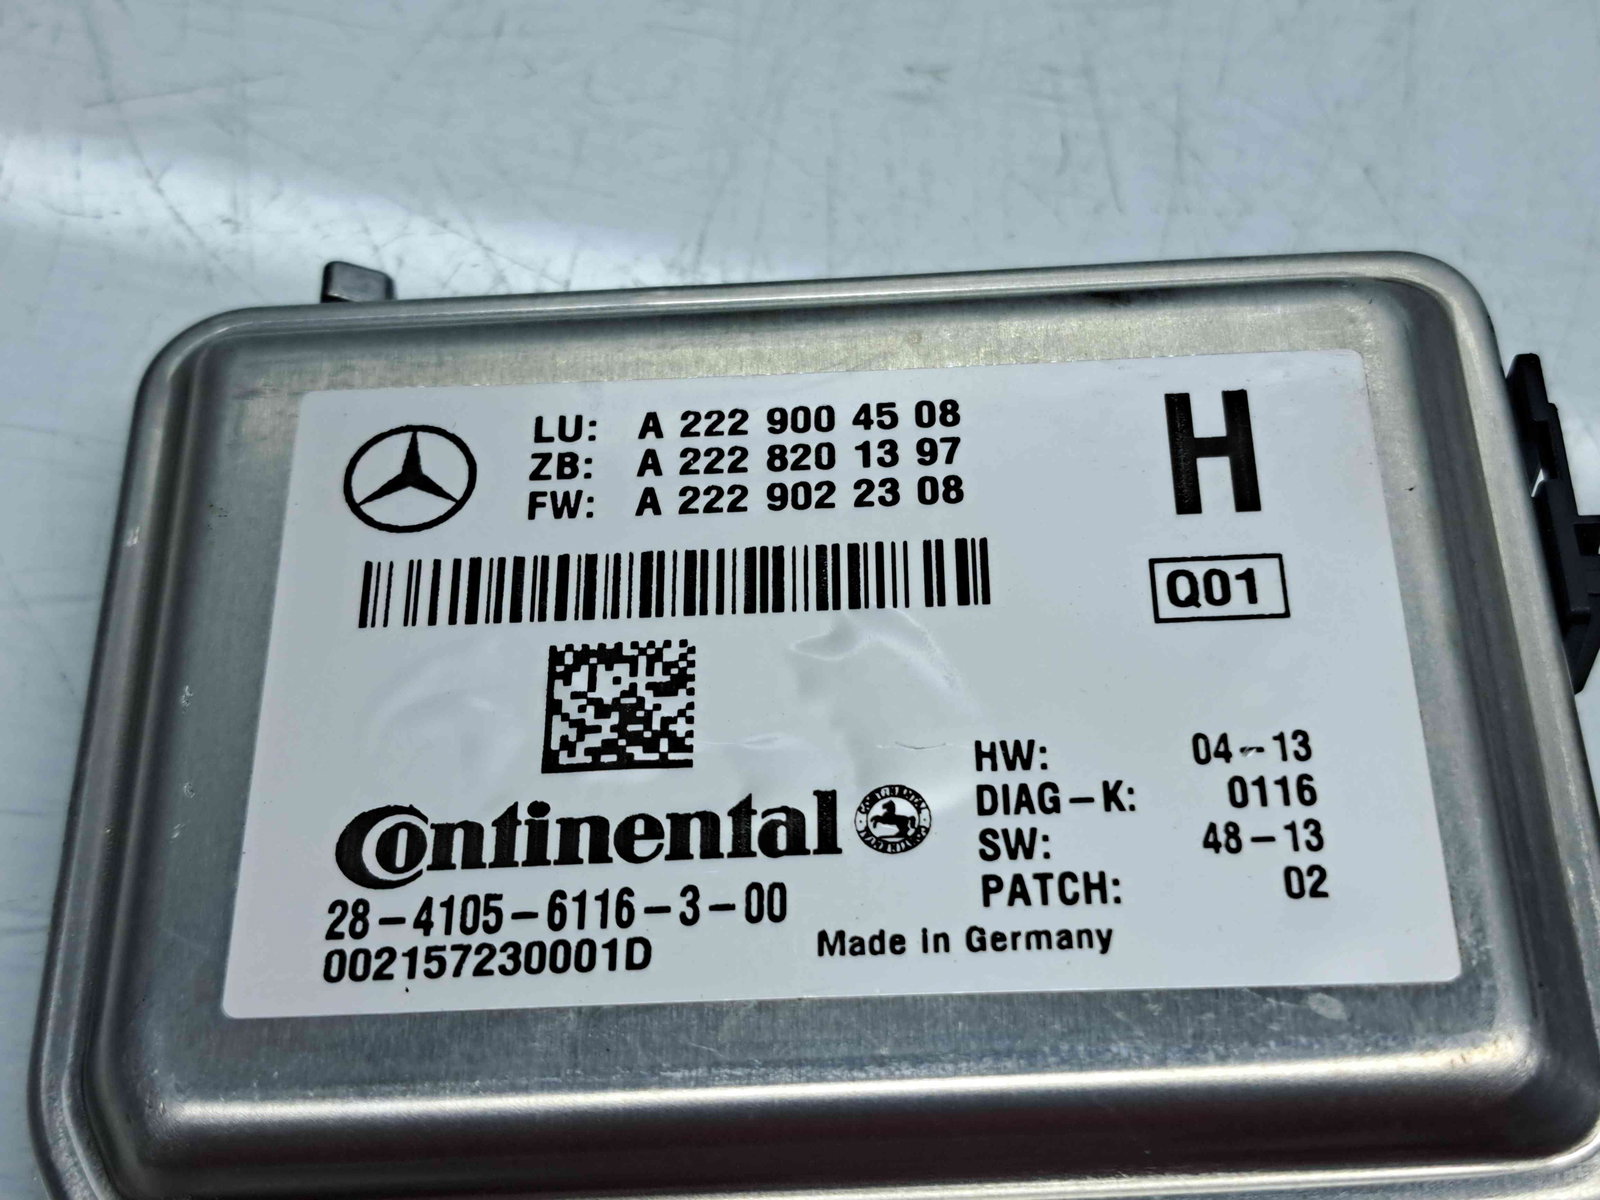 LU: A 222 900 45 08
ZB: A 222 820 13 97
FW: A 222 902 23 08
H
Q01
HW: 04-13
DIAG-K: 0116
SW: 48-13
PATCH: 02
Continental
28-4105-6116-3-00
002157230001D
Made in Germany